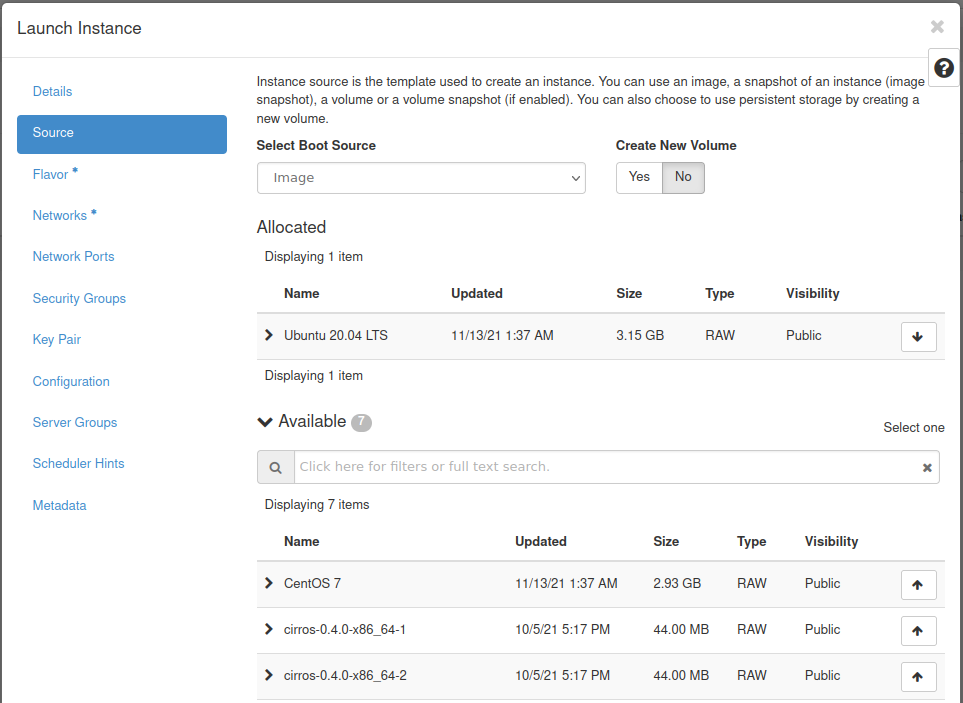 Launch Instance
Details
Source
Flavor *
Networks *
Network Ports
Security Groups
Key Pair
Configuration
Server Groups
Scheduler Hints
Metadata
Instance source is the template used to create an instance. You can use an image, a snapshot of an instance (image
snapshot), a volume or a volume snapshot (if enabled). You can also choose to use persistent storage by creating a
new volume.
Select Boot Source Create New Volume
Image Yes No
Allocated
Displaying 1 item
Name Updated Size Type Visibility
Ubuntu 20.04 LTS 11/13/21 1:37 AM 3.15 GB RAW Public
Displaying 1 item
Available 7
Select one
Click here for filters or full text search.
Displaying 7 items
Name Updated Size Type Visibility
CentOS 7 11/13/21 1:37 AM 2.93 GB RAW Public
cirros-0.4.0-x86_64-1 10/5/21 5:17 PM 44.00 MB RAW Public
cirros-0.4.0-x86_64-2 10/5/21 5:17 PM 44.00 MB RAW Public